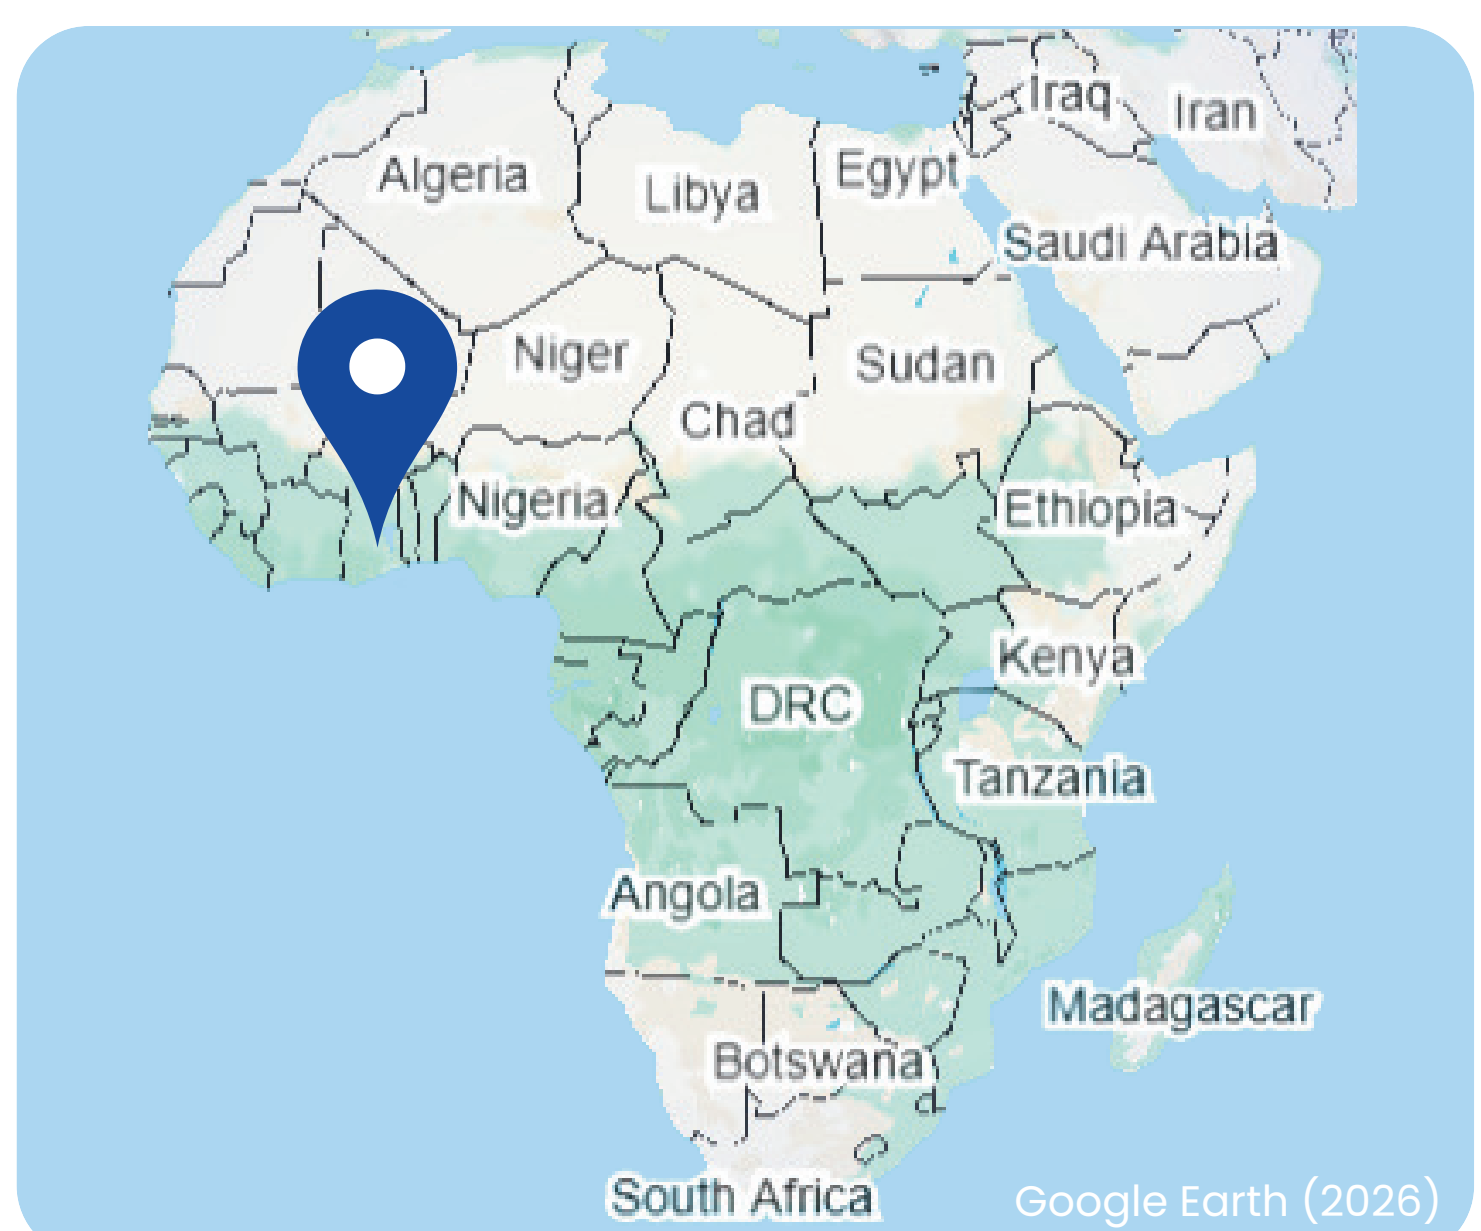 Iraq
Iran
Algeria
Libya
Egypt
Saudi Arabia
Niger
Sudan
Chad
Nigeria
Ethiopia
Kenya
DRC
Tanzania
Angola
Madagascar
Botswana
South Africa
Google Earth (2026)